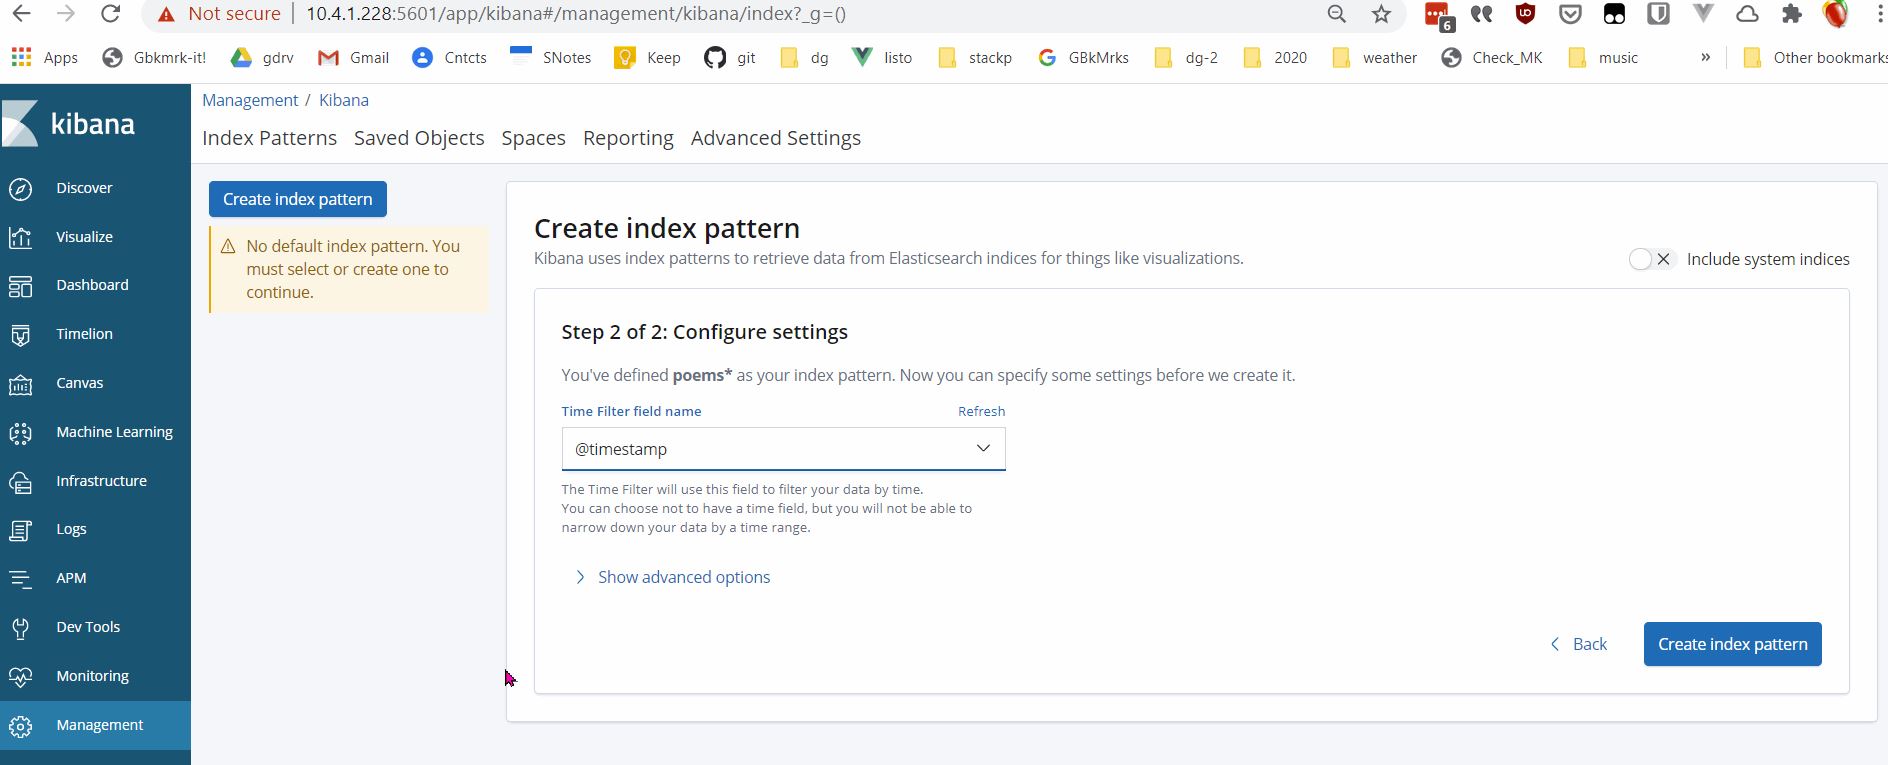 Not secure | 10.4.1.228:5601/app/kibana#/management/kibana/index?_g=()
6
Apps Gbkmrk-it! gdrv Gmail Cntcts SNotes Keep git dg listo stackp GBkMrks dg-2 2020 weather Check_MK music » Other bookmarks
kibana
Discover
Visualize
Dashboard
Timelion
Canvas
Machine Learning
Infrastructure
Logs
APM
Dev Tools
Monitoring
Management
Management / Kibana
Index Patterns Saved Objects Spaces Reporting Advanced Settings
Create index pattern
No default index pattern. You
must select or create one to
continue.
Create index pattern
Kibana uses index patterns to retrieve data from Elasticsearch indices for things like visualizations.
Include system indices
Step 2 of 2: Configure settings
You've defined poems* as your index pattern. Now you can specify some settings before we create it.
Time Filter field name Refresh
@timestamp
The Time Filter will use this field to filter your data by time.
You can choose not to have a time field, but you will not be able to
narrow down your data by a time range.
Show advanced options
Back Create index pattern